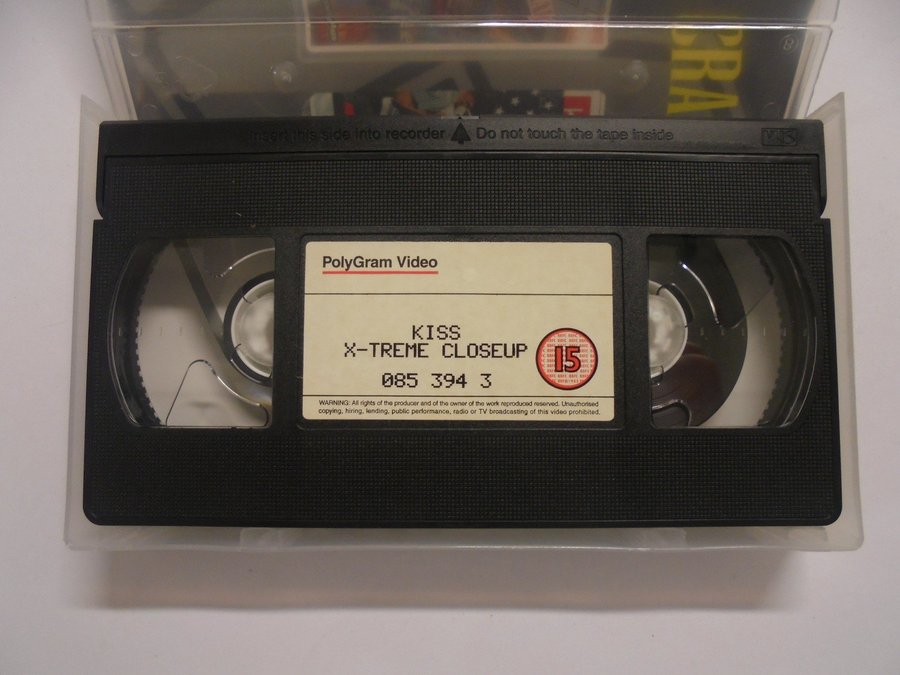 BRA
Insert this side into recorder Do not touch the tape inside VHS
PolyGram Video
KISS
X-TREME CLOSEUP
15
085 394 3
WARNING: All rights of the producer and of the owner of the work reproduced reserved. Unauthorised
copying, hiring, lending, public performance, radio or TV broadcasting of this video prohibited.